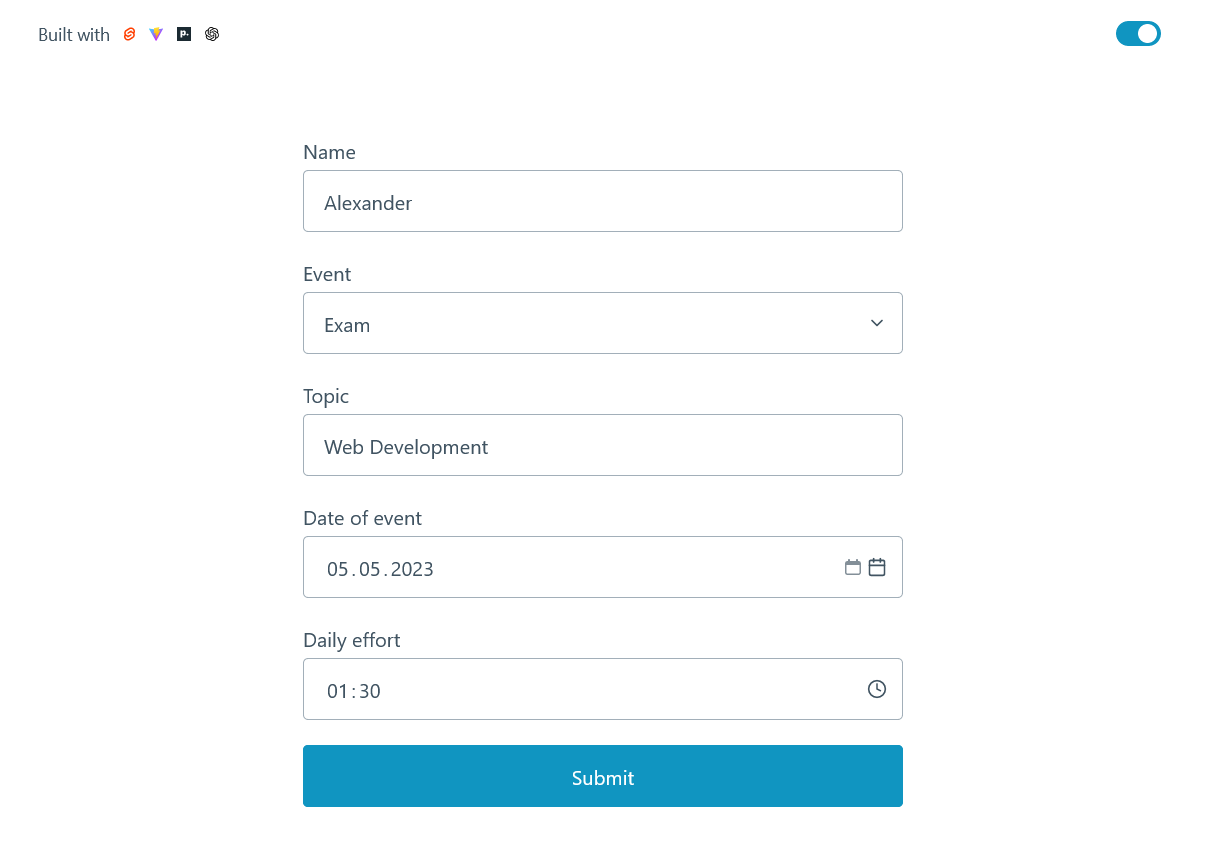 Built with
p.
Name
Alexander
Event
Exam
Topic
Web Development
Date of event
05.05.2023
Daily effort
01:30
Submit